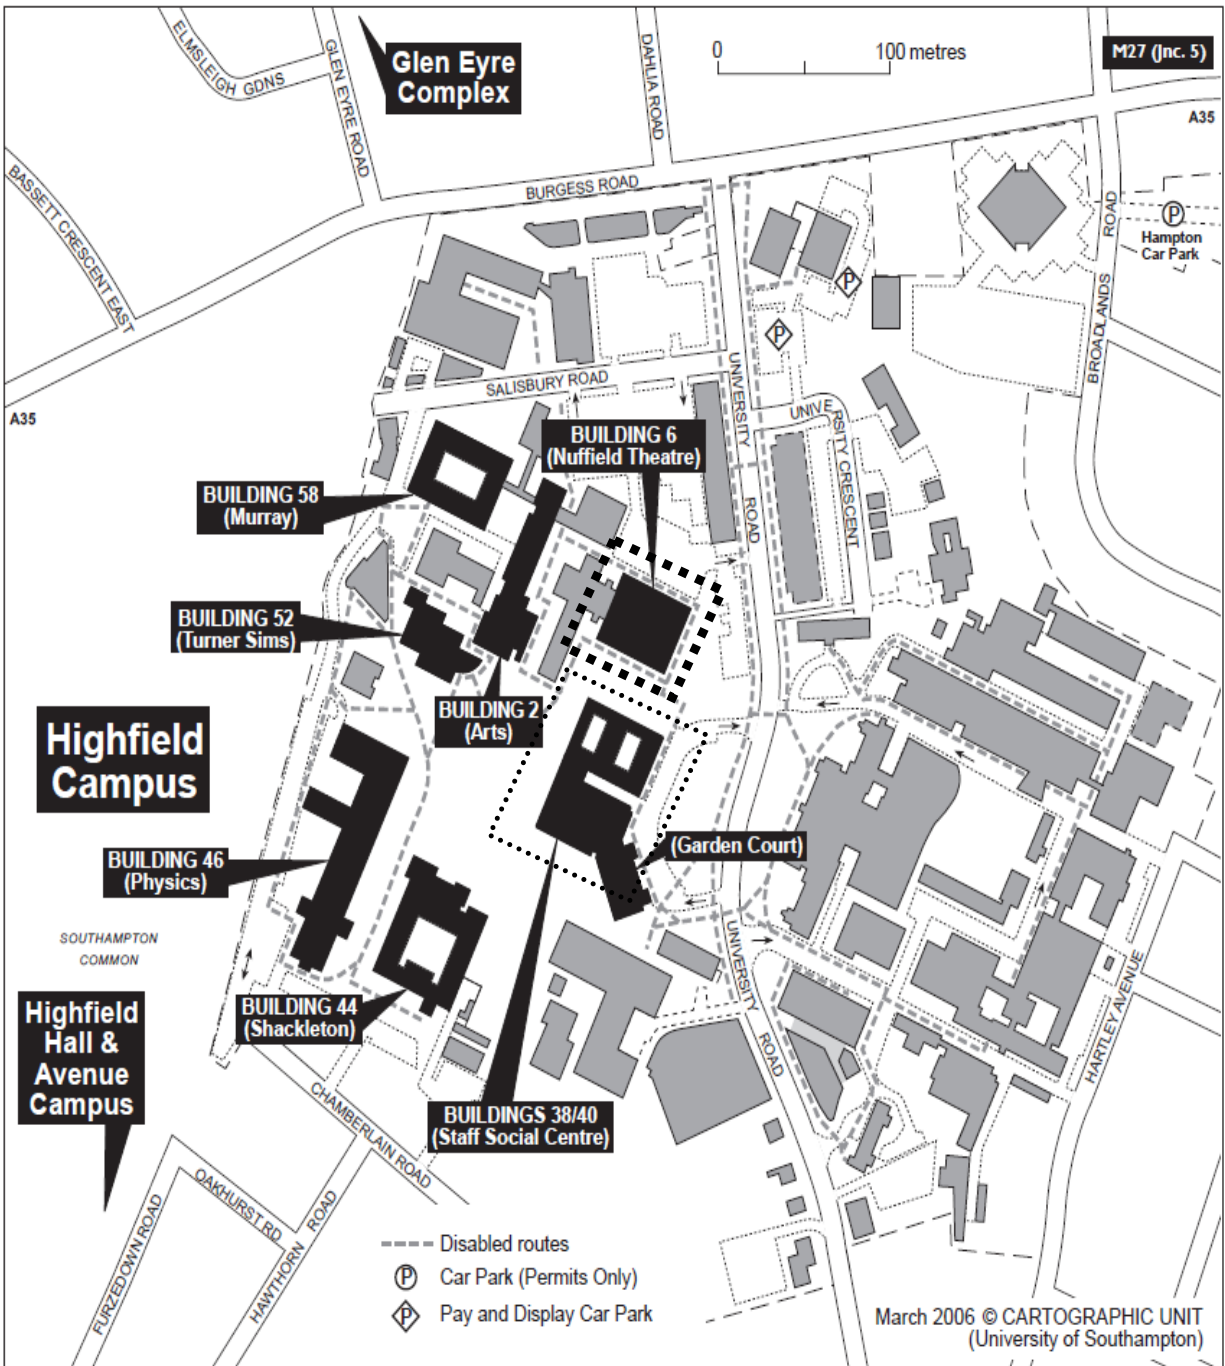 ELMSLEIGH GDNS
GLEN EYRE ROAD
Glen Eyre
Complex
DAHLIA ROAD
0 100 metres
M27 (Jnc. 5)
A35
BASSETT CRESCENT EAST
BURGESS ROAD
ROAD
BROADLANDS
P
Hampton
Car Park
P
P
A35
SALISBURY ROAD
UNIVERSITY
ROAD
UNIVERSITY CRESCENT
BUILDING 6
(Nuffield Theatre)
BUILDING 58
(Murray)
BUILDING 52
(Turner Sims)
BUILDING 2
(Arts)
Highfield
Campus
BUILDING 46
(Physics)
(Garden Court)
SOUTHAMPTON
COMMON
BUILDING 44
(Shackleton)
UNIVERSITY
ROAD
HARTLEY AVENUE
Highfield
Hall &
Avenue
Campus
CHAMBERLAIN ROAD
BUILDINGS 38/40
(Staff Social Centre)
OAKHURST RD
FURZEDOWN ROAD
HAWTHORN ROAD
Disabled routes
P Car Park (Permits Only)
P Pay and Display Car Park
March 2006 © CARTOGRAPHIC UNIT
(University of Southampton)